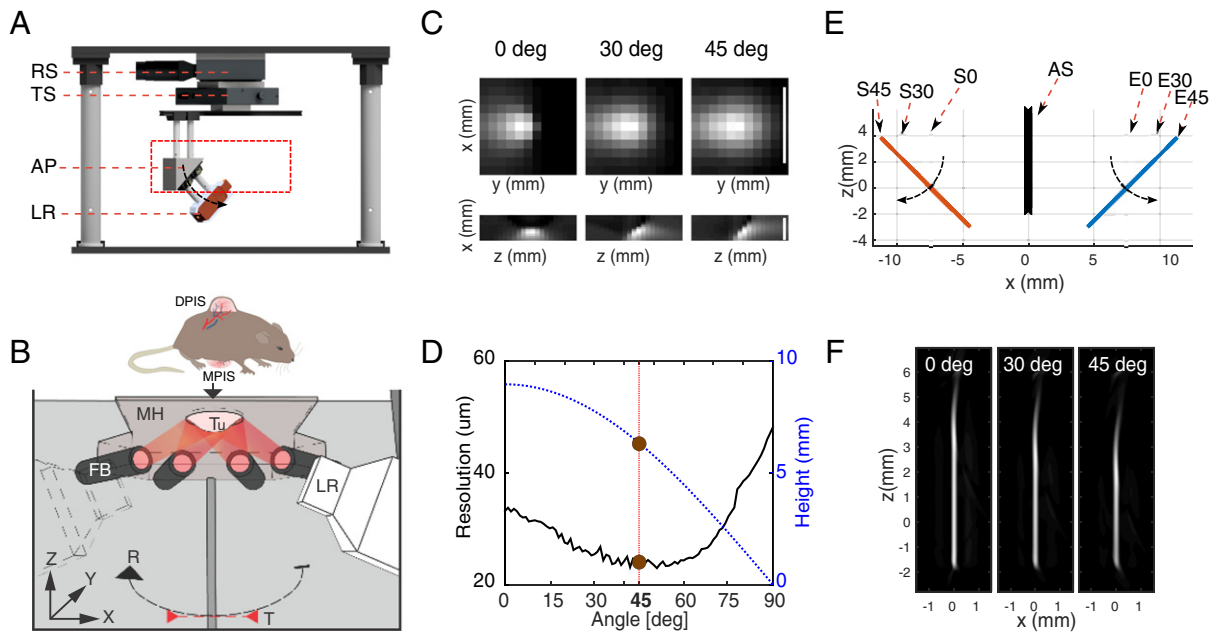 A
RS
TS
AP
LR
B
DPIS
MPIS
MH
Tu
FB
LR
R
Z
Y
X
T
C
0 deg 30 deg 45 deg
x (mm)
y (mm) y (mm) y (mm)
x (mm)
z (mm) z (mm) z (mm)
D
60 10
40 5
20 0
Resolution (um)
Height (mm)
0 15 30 45 60 75 90
Angle [deg]
E
AS
S45 S30 S0 E0 E30 E45
4
2
0
-2
-4
z(mm)
-10 -5 0 5 10
x (mm)
F
0 deg 30 deg 45 deg
6
5
4
3
2
1
0
-1
-2
z(mm)
-1 0 1 -1 0 1 -1 0 1
x (mm)